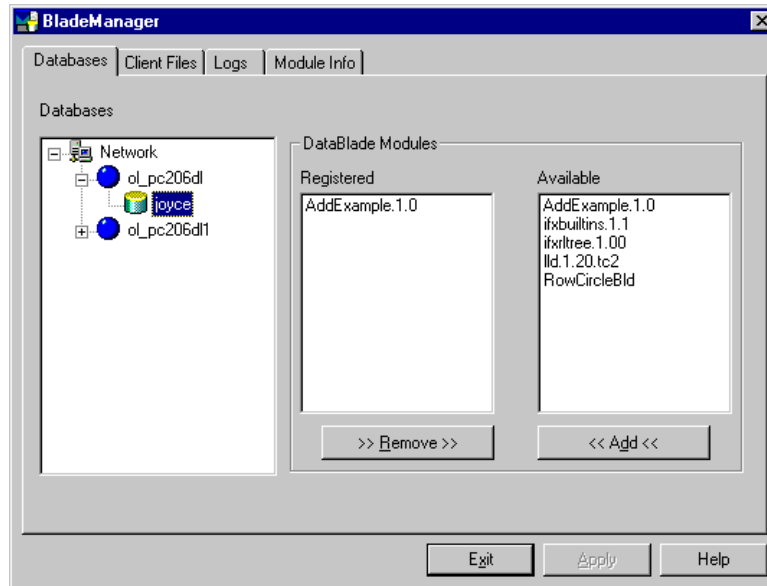 BladeManager
Databases
Client Files
Logs
Module Info
Databases
Network
ol_pc206dl
joyce
ol_pc206dl1
DataBlade Modules
Registered
AddExample.1.0
>> Remove >>
Available
AddExample.1.0
ifxbuiltins.1.1
ifxrltree.1.00
lld.1.20.tc2
RowCircleBld
<< Add <<
Exit
Apply
Help